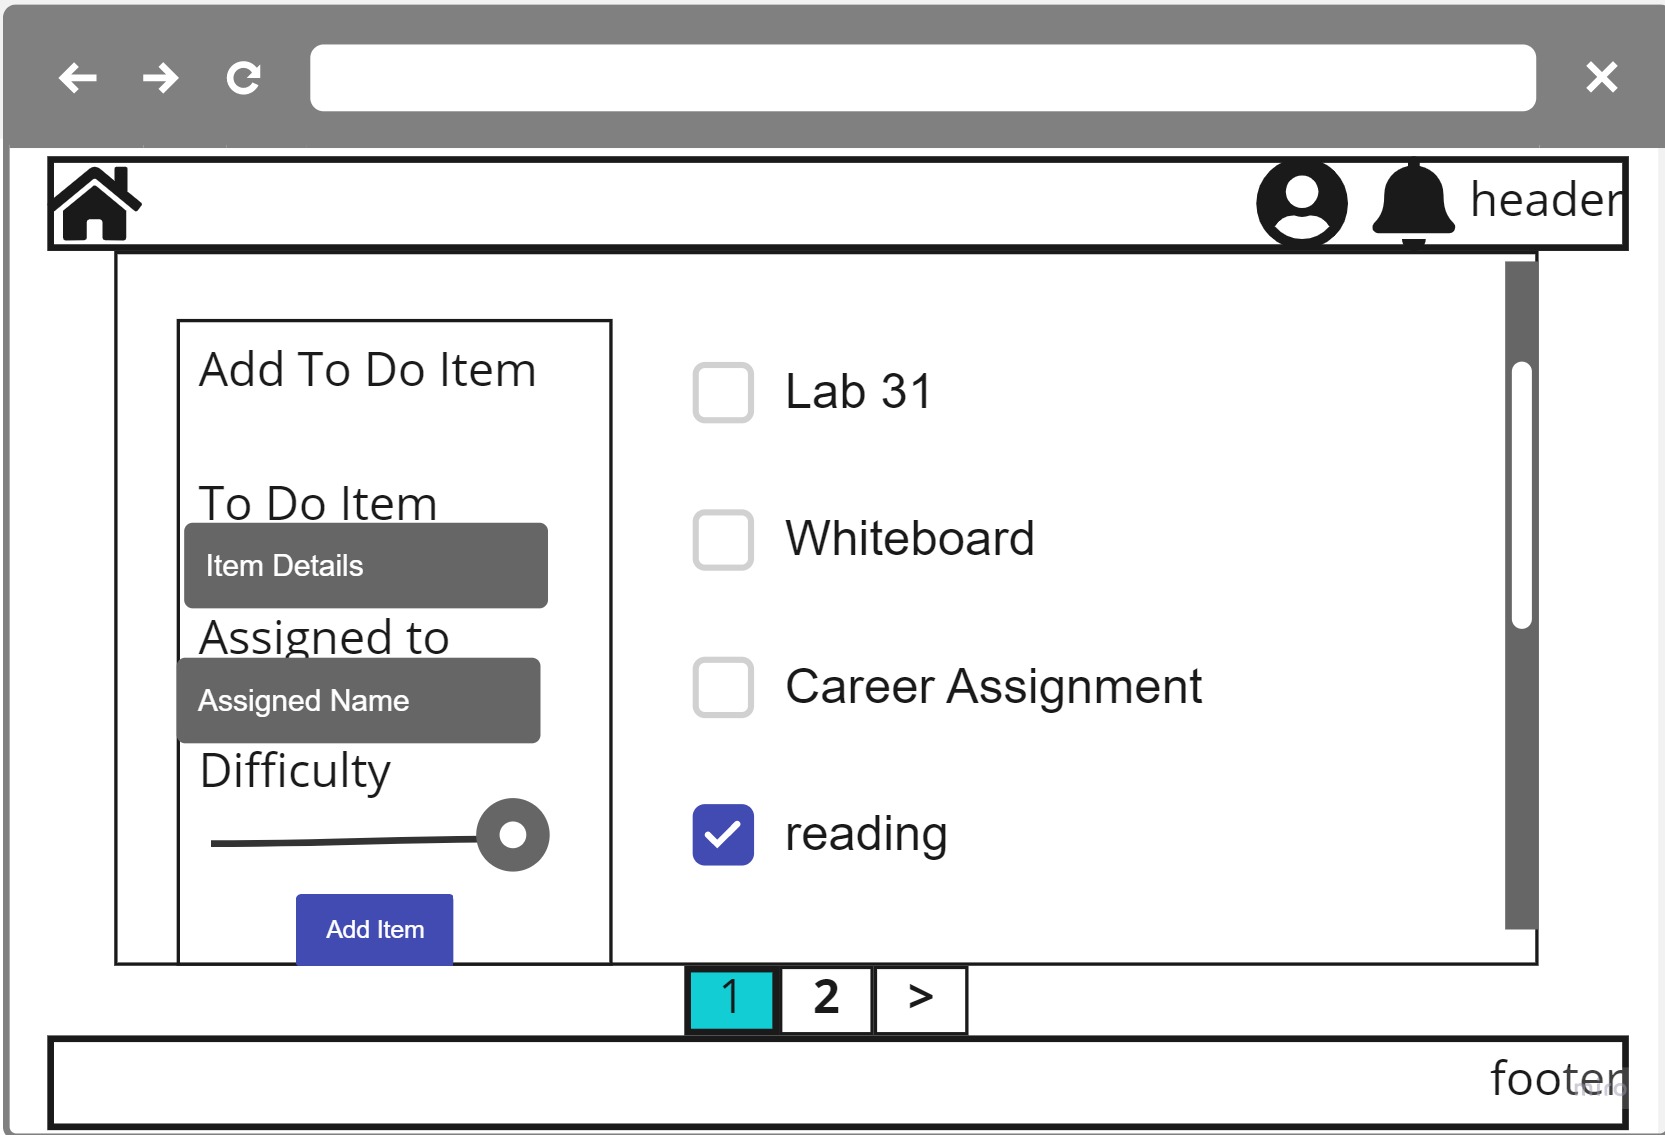 header
Add To Do Item
To Do Item
Item Details
Assigned to
Assigned Name
Difficulty
Add Item
Lab 31
Whiteboard
Career Assignment
reading
1 2 >
footer
miro